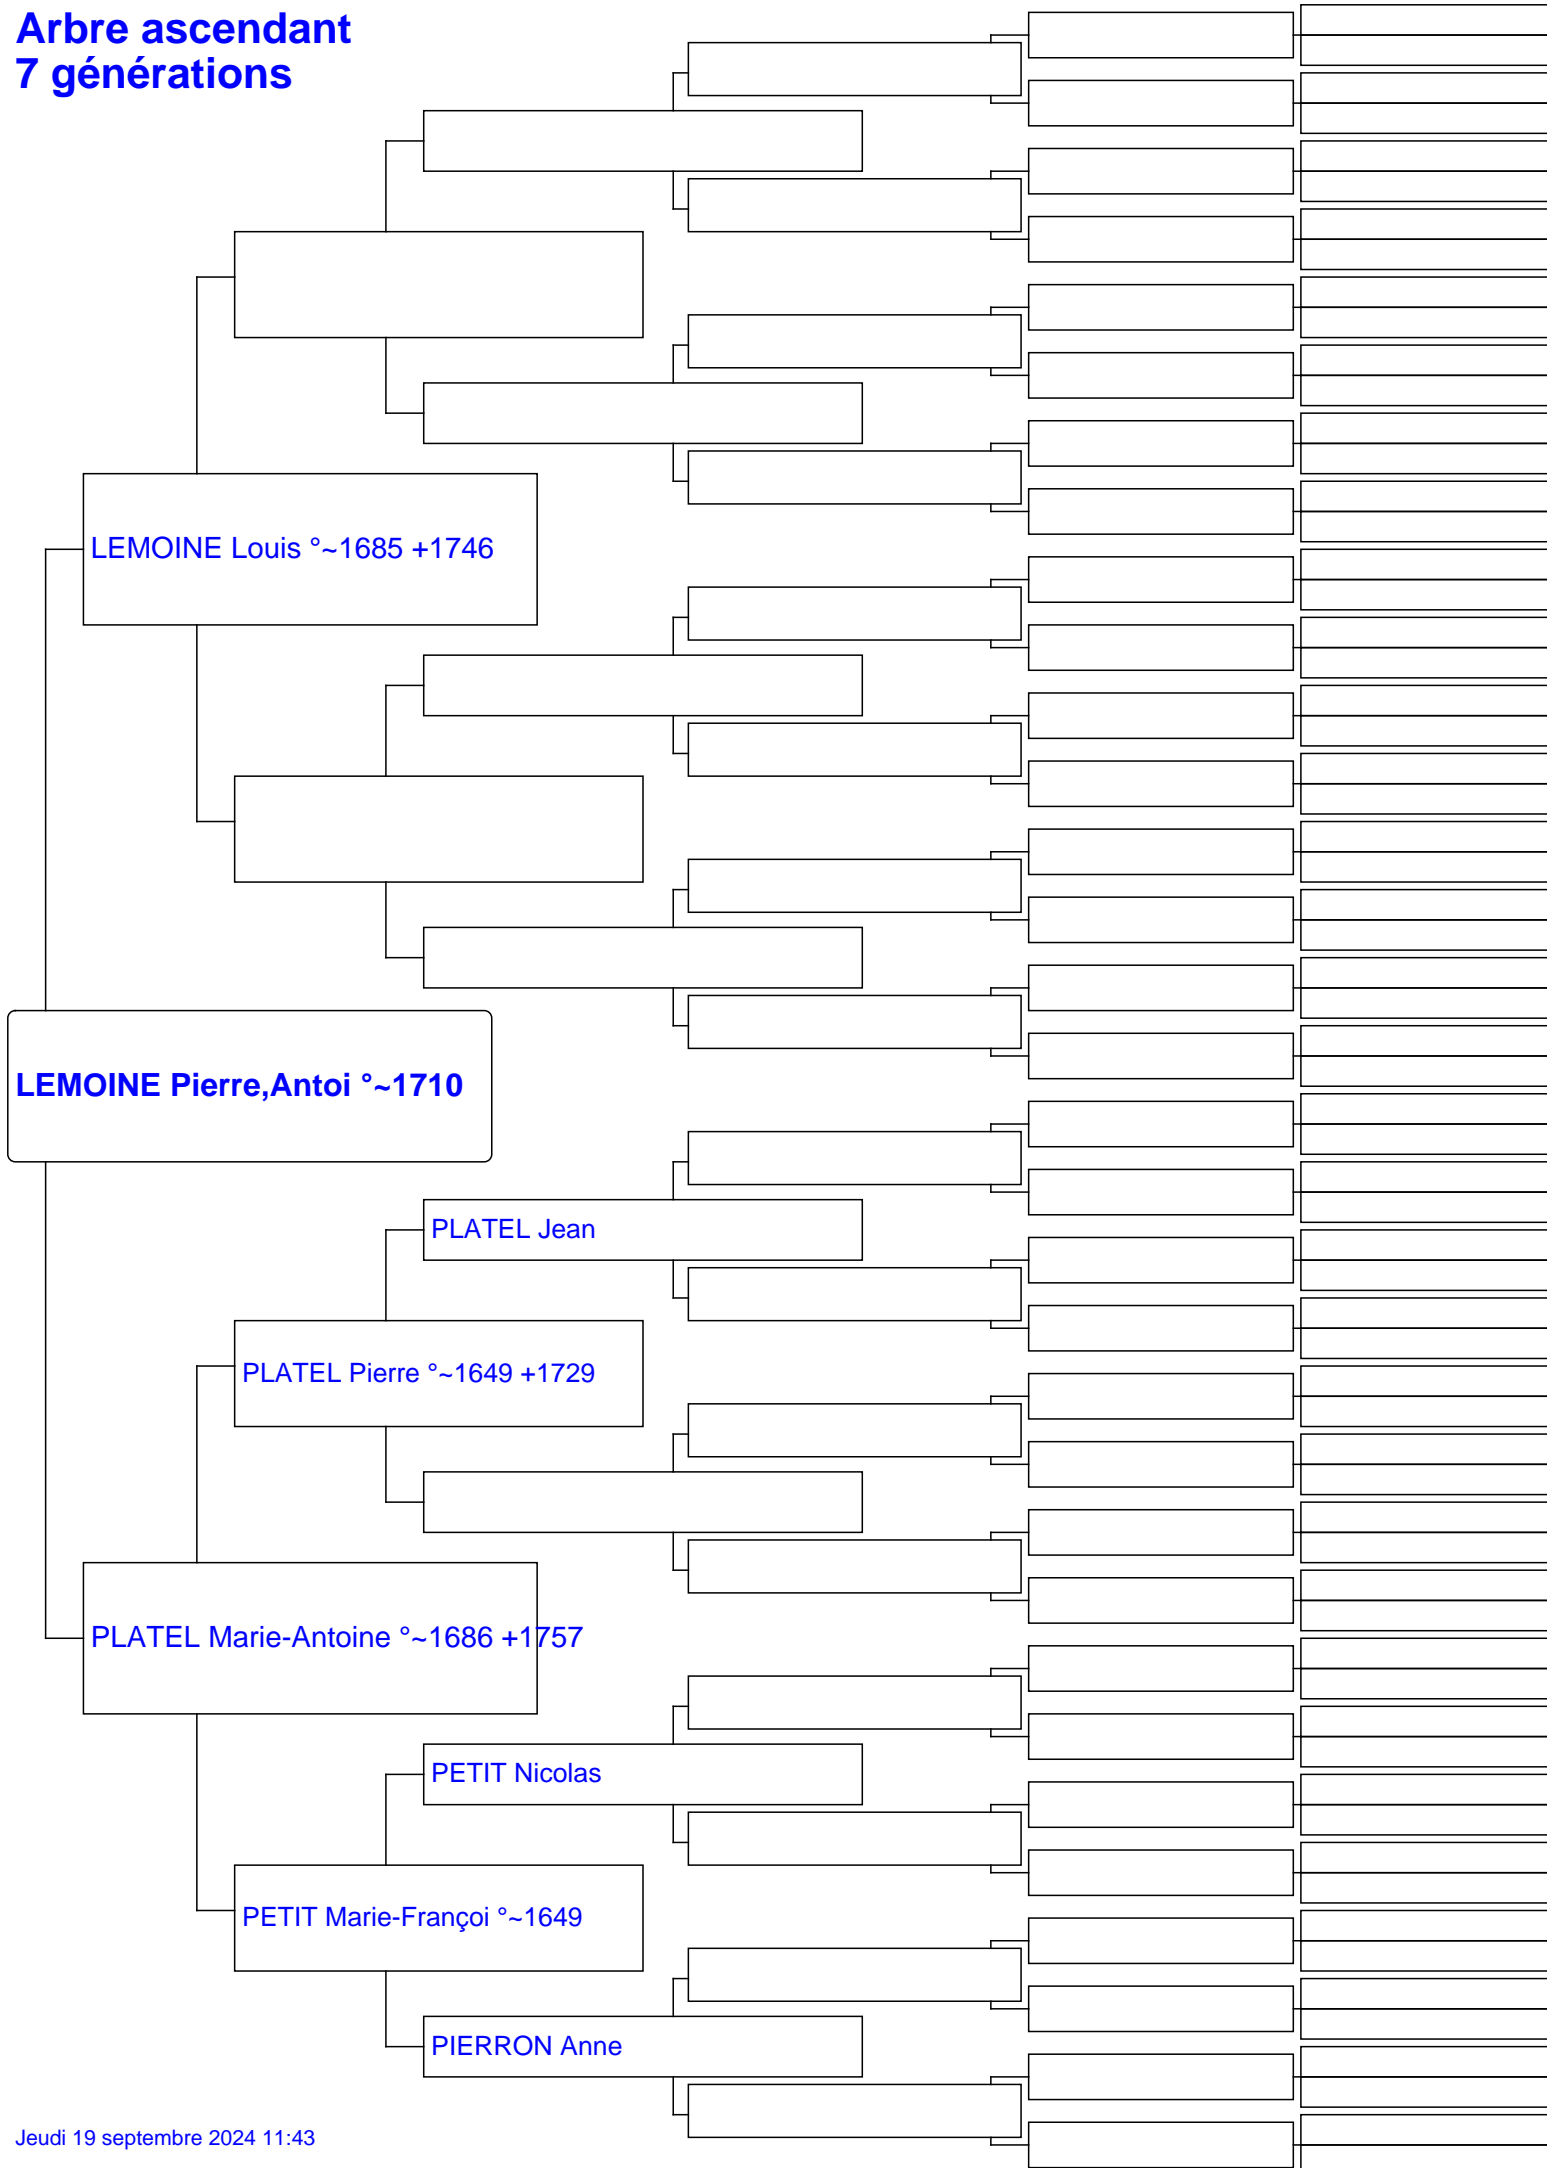 Arbre ascendant
7 générations
LEMOINE Louis °~1685 +1746
LEMOINE Pierre,Antoi °~1710
PLATEL Jean
PLATEL Pierre °~1649 +1729
PLATEL Marie-Antoine °~1686 +1757
PETIT Nicolas
PETIT Marie-Françoi °~1649
PIERRON Anne
Jeudi 19 septembre 2024 11:43